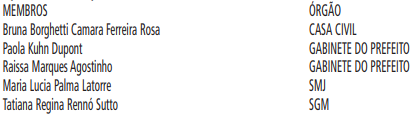 MEMBROS ÓRGÃO
Bruna Borghetti Camara Ferreira Rosa CASA CIVIL
Paola Kuhn Dupont GABINETE DO PREFEITO
Raissa Marques Agostinho GABINETE DO PREFEITO
Maria Lucia Palma Latorre SMJ
Tatiana Regina Rennó Sutto SGM